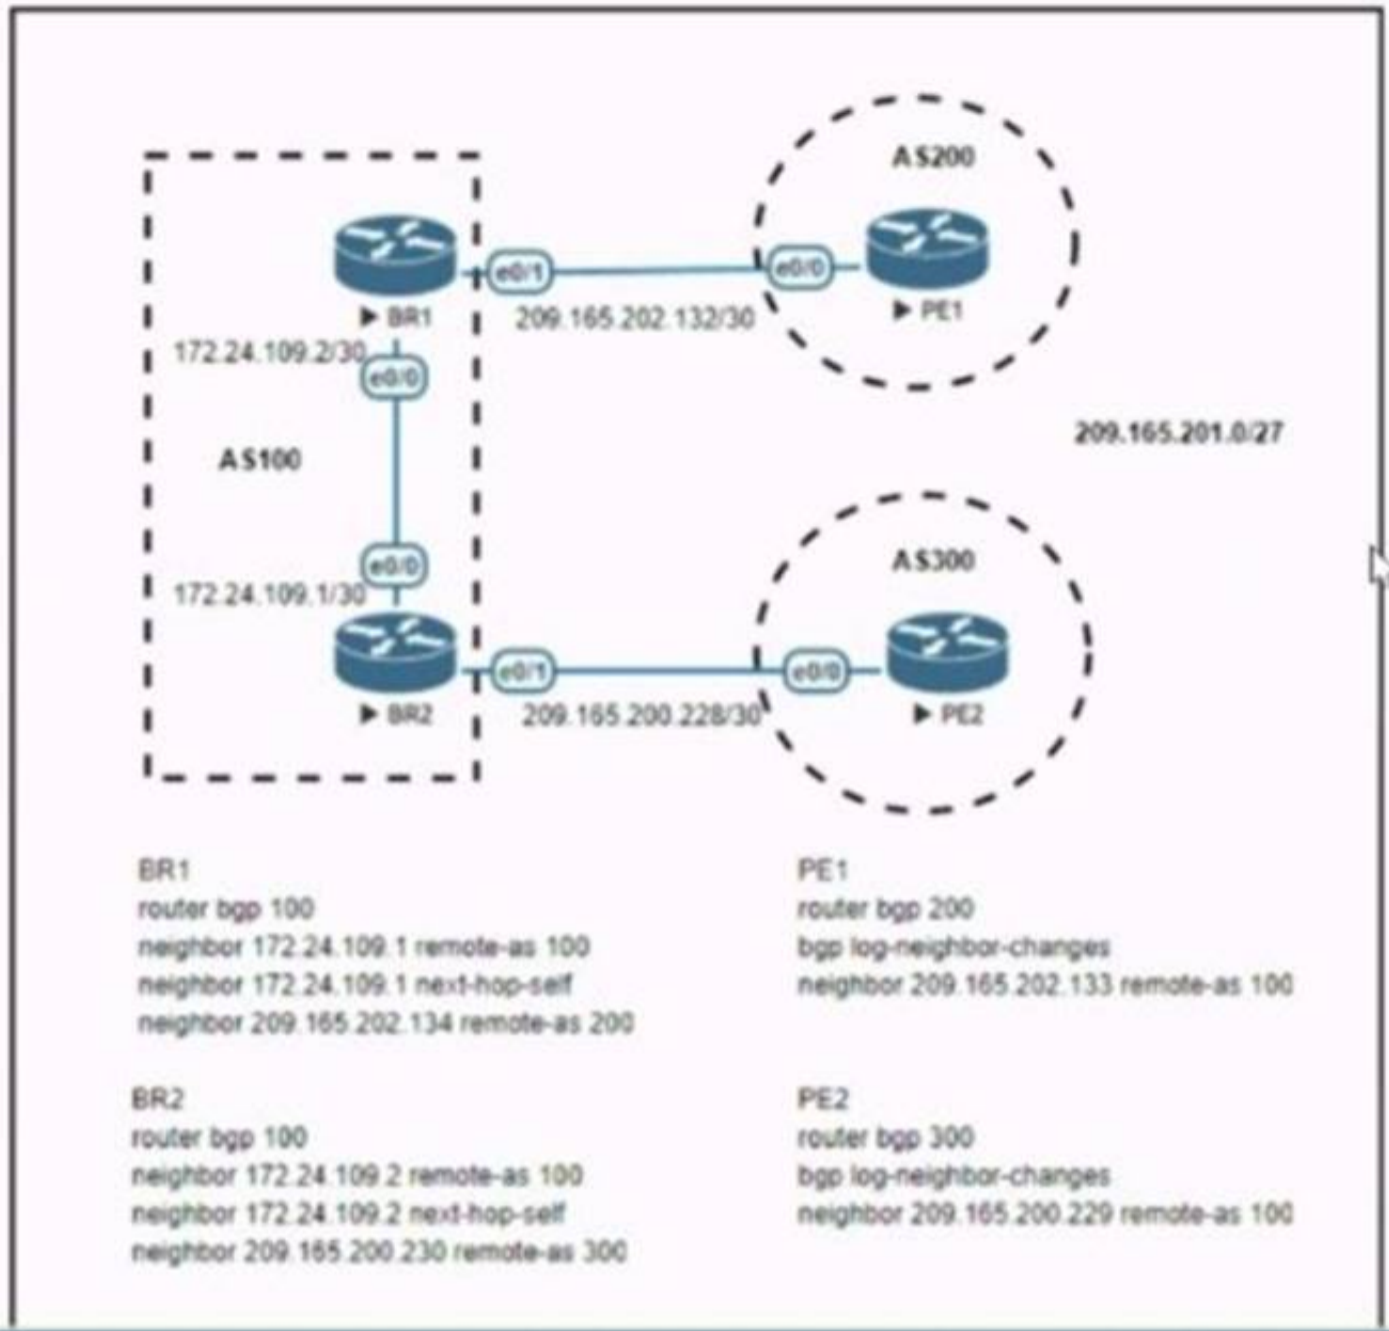 AS200
e0/1
e0/0
BR1
209.165.202.132/30
PE1
172.24.109.2/30
e0/0
209.165.201.0/27
AS100
e0/0
AS300
172.24.109.1/30
e0/1
e0/0
BR2
209.165.200.228/30
PE2
BR1
router bgp 100
neighbor 172.24.109.1 remote-as 100
neighbor 172.24.109.1 next-hop-self
neighbor 209.165.202.134 remote-as 200
PE1
router bgp 200
bgp log-neighbor-changes
neighbor 209.165.202.133 remote-as 100
BR2
router bgp 100
neighbor 172.24.109.2 remote-as 100
neighbor 172.24.109.2 next-hop-self
neighbor 209.165.200.230 remote-as 300
PE2
router bgp 300
bgp log-neighbor-changes
neighbor 209.165.200.229 remote-as 100